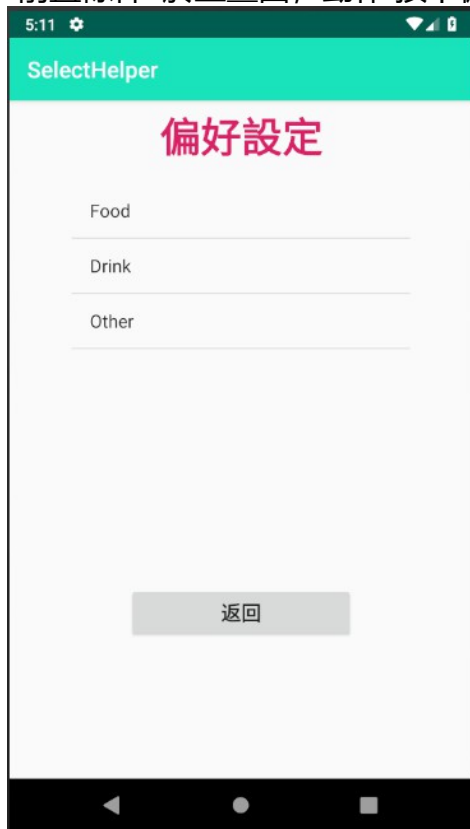 5:11
SelectHelper
偏好設定
Food
Drink
Other
返回